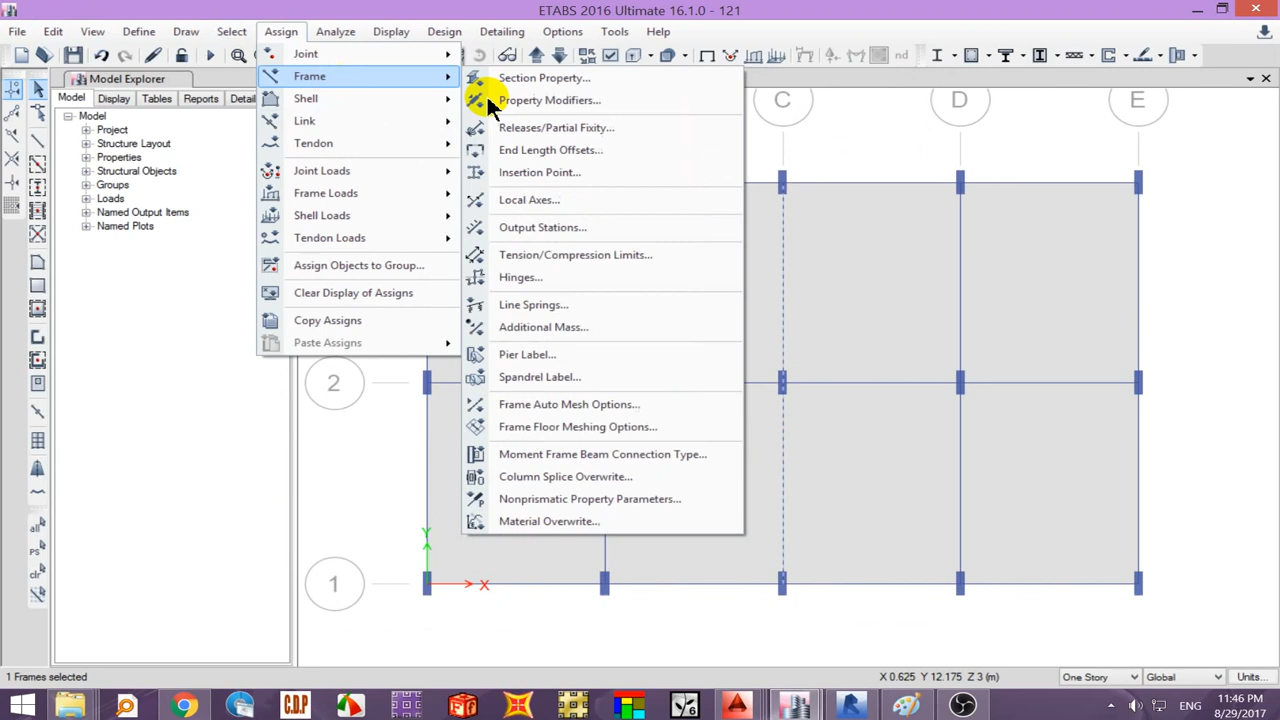 ETABS 2016 Ultimate 16.1.0 - 121
File Edit View Define Draw Select Assign Analyze Display Design Detailing Options Tools Help
Model Explorer
Model Display Tables Reports Detai
Model
Project
Structure Layout
Properties
Structural Objects
Groups
Loads
Named Output Items
Named Plots
Joint
Frame
Shell
Link
Tendon
Joint Loads
Frame Loads
Shell Loads
Tendon Loads
Assign Objects to Group...
Clear Display of Assigns
Copy Assigns
Paste Assigns
Section Property...
Property Modifiers...
Releases/Partial Fixity...
End Length Offsets...
Insertion Point...
Local Axes...
Output Stations...
Tension/Compression Limits...
Hinges...
Line Springs...
Additional Mass...
Pier Label...
Spandrel Label...
Frame Auto Mesh Options...
Frame Floor Meshing Options...
Moment Frame Beam Connection Type...
Column Splice Overwrite...
Nonprismatic Property Parameters...
Material Overwrite...
C D E
2
1
Y
X
all
PS
clr
1 Frames selected
X 0.625 Y 12.175 Z 3 (m)
One Story
Global
Units...
C.D.P
6
ENG
11:46 PM
8/29/2017